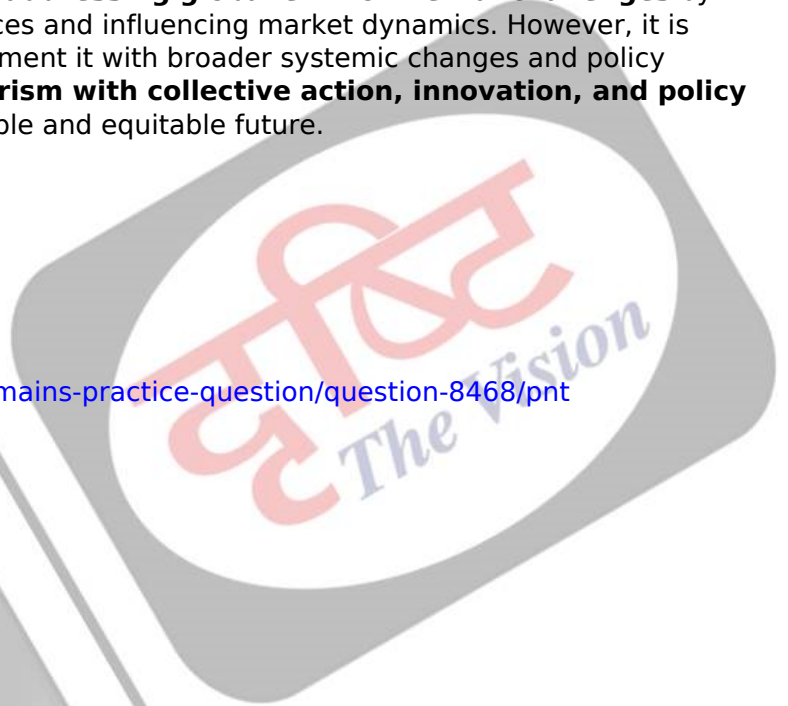 ces and influencing market dynamics. However, it is
ment it with broader systemic changes and policy
rism with collective action, innovation, and policy
ble and equitable future.
दृष्टि
The Vision
mains-practice-question/question-8468/pnt